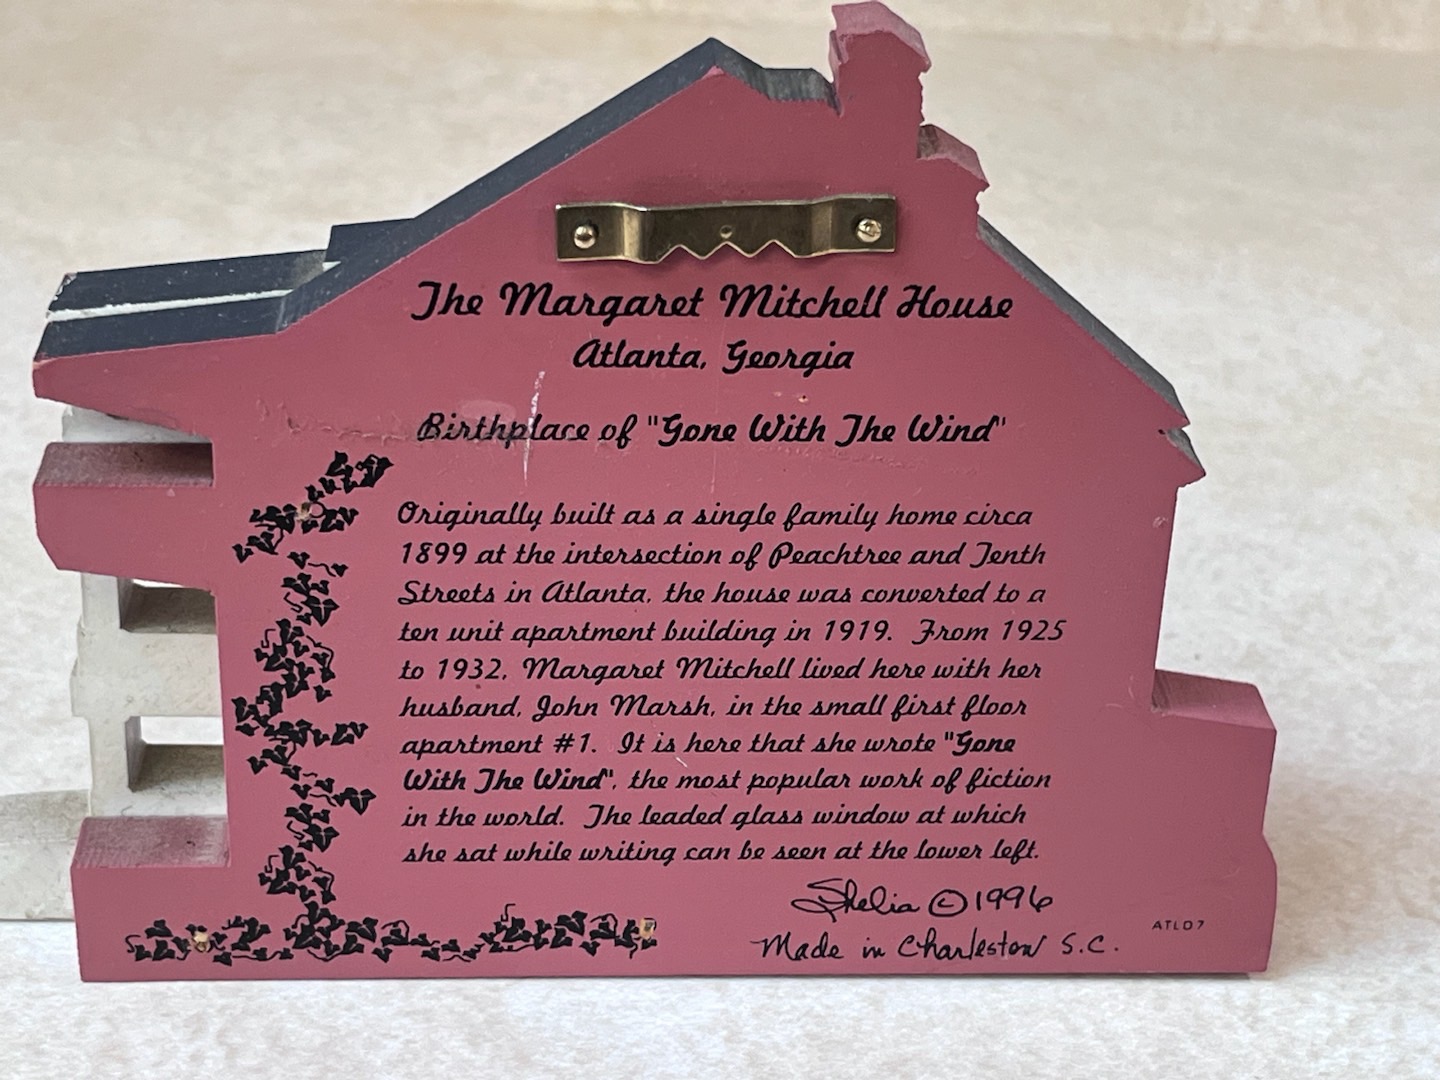 The Margaret Mitchell House
Atlanta, Georgia
Birthplace of "Gone With The Wind"
Originally built as a single family home circa
1899 at the intersection of Peachtree and Tenth
Streets in Atlanta, the house was converted to a
ten unit apartment building in 1919. From 1925
to 1932, Margaret Mitchell lived here with her
husband, John Marsh, in the small first floor
apartment #1. It is here that she wrote "Gone
With The Wind", the most popular work of fiction
in the world. The leaded glass window at which
she sat while writing can be seen at the lower left.
Shelia © 1996
Made in Charleston S.C.
ATL07